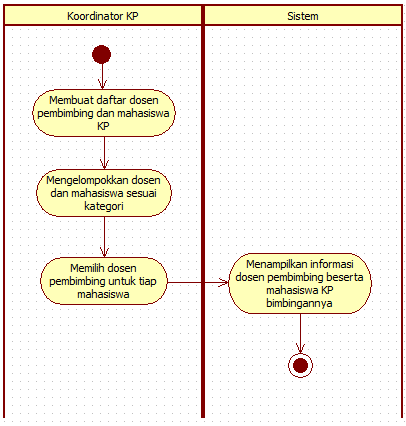 Koordinator KP
Sistem
Membuat daftar dosen
pembimbing dan mahasiswa
KP
Mengelompokkan dosen
dan mahasiswa sesuai
kategori
Memilih dosen
pembimbing untuk tiap
mahasiswa
Menampilkan informasi
dosen pembimbing beserta
mahasiswa KP
bimbingannya